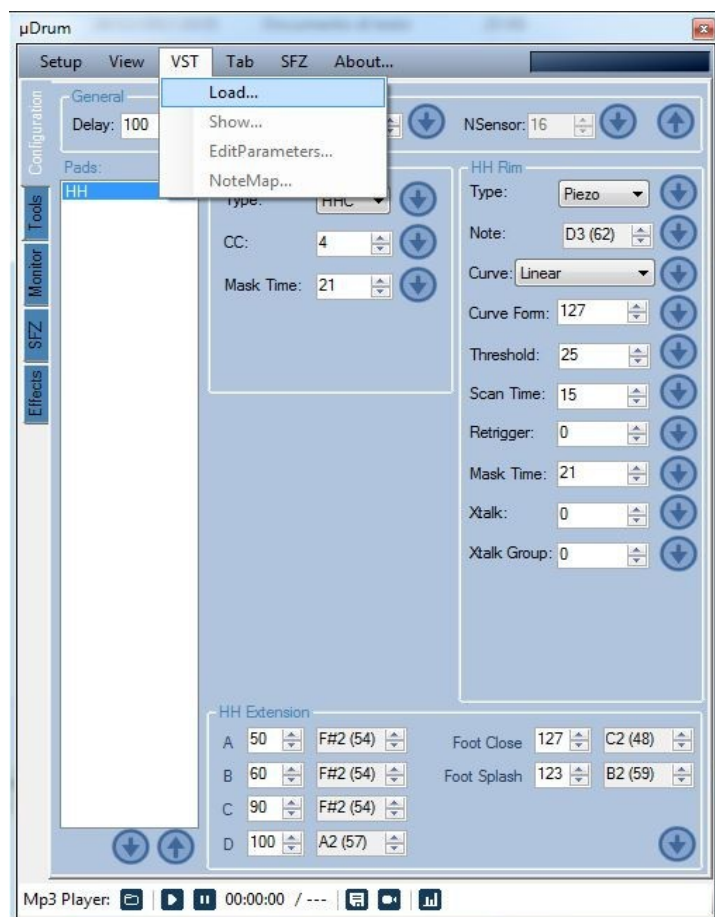 µDrum
Setup View VST Tab SFZ About...
Load...
Show...
EditParameters...
NoteMap...
Configuration
Tools
Monitor
SFZ
Effects
General
Delay: 100
NSensor: 16
Pads:
HH
Type: HHC
CC: 4
Mask Time: 21
HH Rim
Type: Piezo
Note: D3 (62)
Curve: Linear
Curve Form: 127
Threshold: 25
Scan Time: 15
Retrigger: 0
Mask Time: 21
Xtalk: 0
Xtalk Group: 0
HH Extension
A 50 F#2 (54) Foot Close 127 C2 (48)
B 60 F#2 (54) Foot Splash 123 B2 (59)
C 90 F#2 (54)
D 100 A2 (57)
Mp3 Player: 00:00:00 / ---